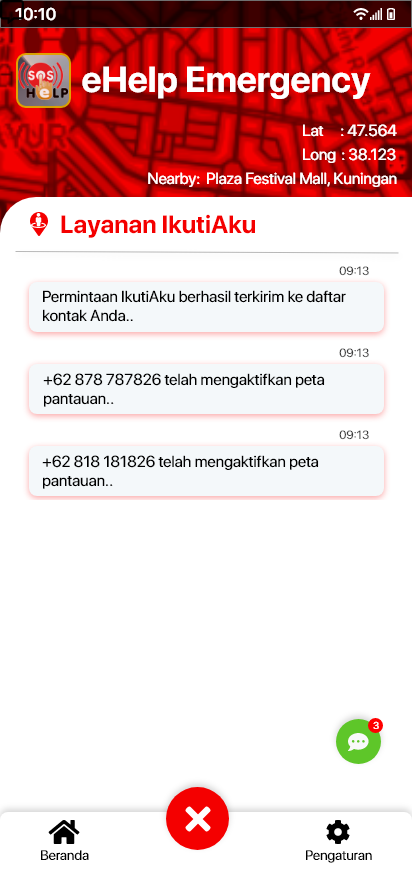 10:10
SOS
HeLP
eHelp Emergency
YUR
Lat : 47.564
Long : 38.123
Nearby: Plaza Festival Mall, Kuningan
Layanan IkutiAku
09:13
Permintaan IkutiAku berhasil terkirim ke daftar
kontak Anda..
09:13
+62 878 787826 telah mengaktifkan peta
pantauan..
09:13
+62 818 181826 telah mengaktifkan peta
pantauan..
3
Beranda
Pengaturan